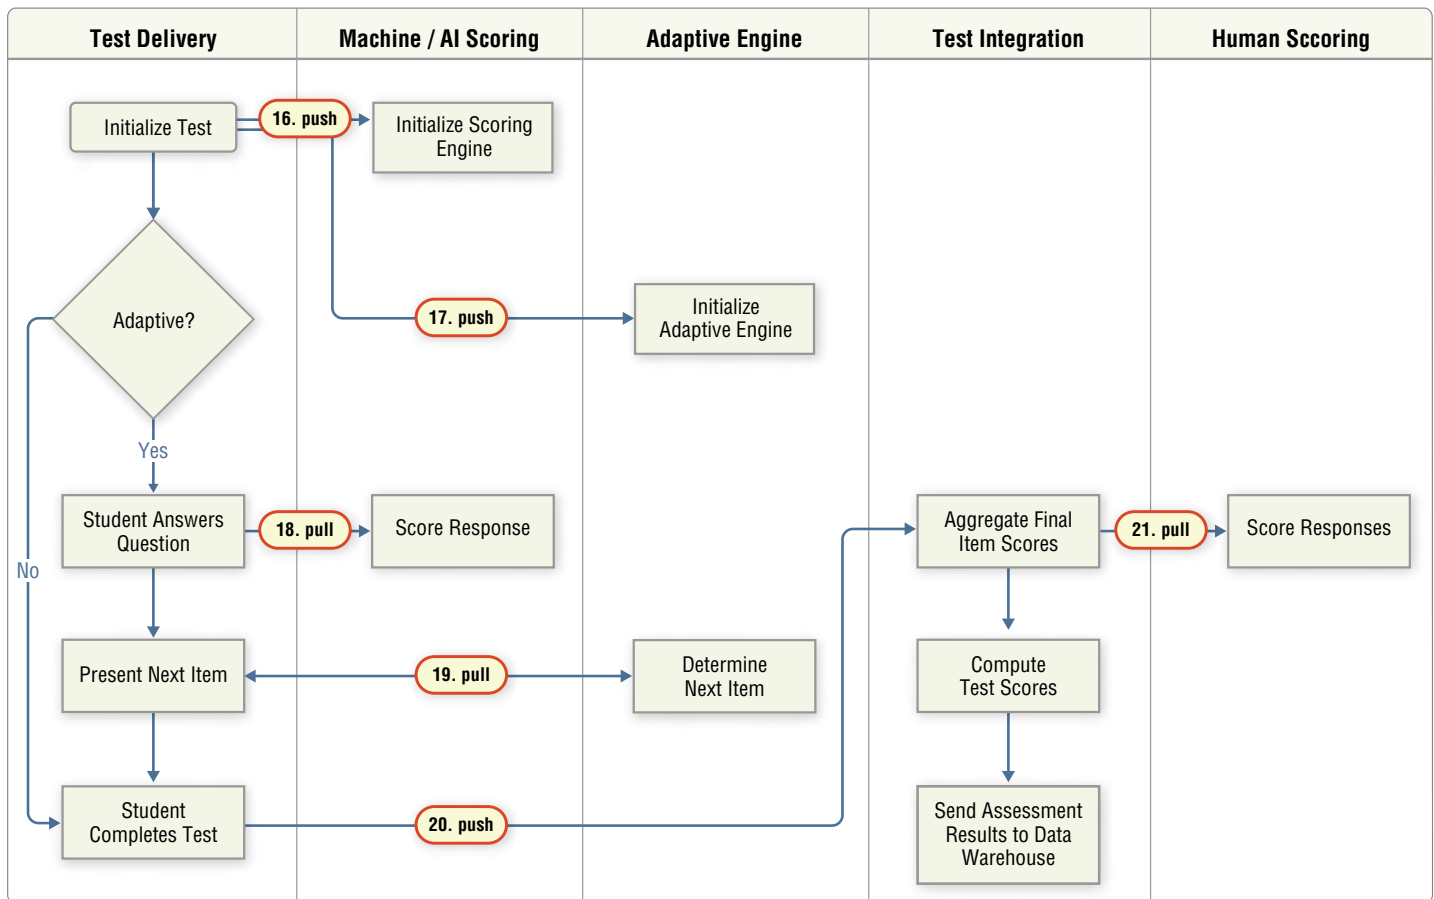 Test Delivery
Machine / AI Scoring
Adaptive Engine
Test Integration
Human Sccoring
Initialize Test
16. push
Initialize Scoring
Engine
Adaptive?
17. push
Initialize
Adaptive Engine
Yes
Student Answers
Question
18. pull
Score Response
Aggregate Final
Item Scores
21. pull
Score Responses
No
Present Next Item
19. pull
Determine
Next Item
Compute
Test Scores
Student
Completes Test
20. push
Send Assessment
Results to Data
Warehouse